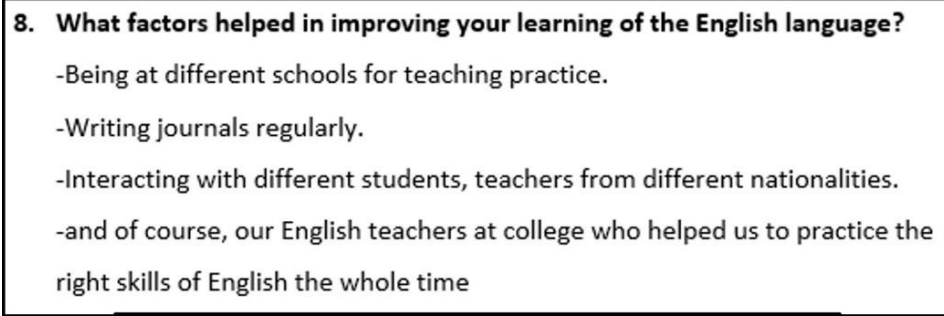 8. What factors helped in improving your learning of the English language?
-Being at different schools for teaching practice.
-Writing journals regularly.
-Interacting with different students, teachers from different nationalities.
-and of course, our English teachers at college who helped us to practice the
right skills of English the whole time